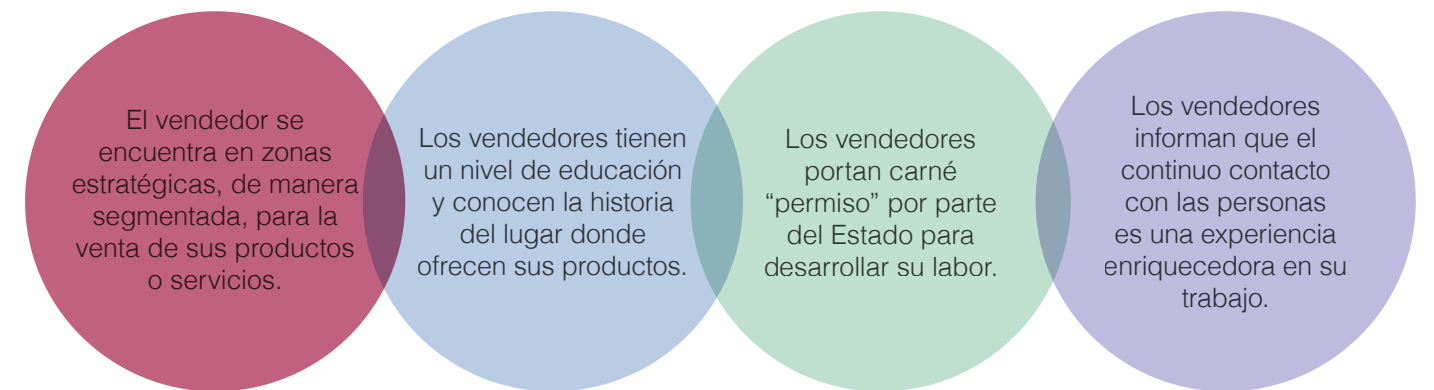 El vendedor se
encuentra en zonas
estratégicas, de manera
segmentada, para la
venta de sus productos
o servicios.
Los vendedores tienen
un nivel de educación
y conocen la historia
del lugar donde
ofrecen sus productos.
Los vendedores
portan carné
“permiso” por parte
del Estado para
desarrollar su labor.
Los vendedores
informan que el
continuo contacto
con las personas
es una experiencia
enriquecedora en su
trabajo.